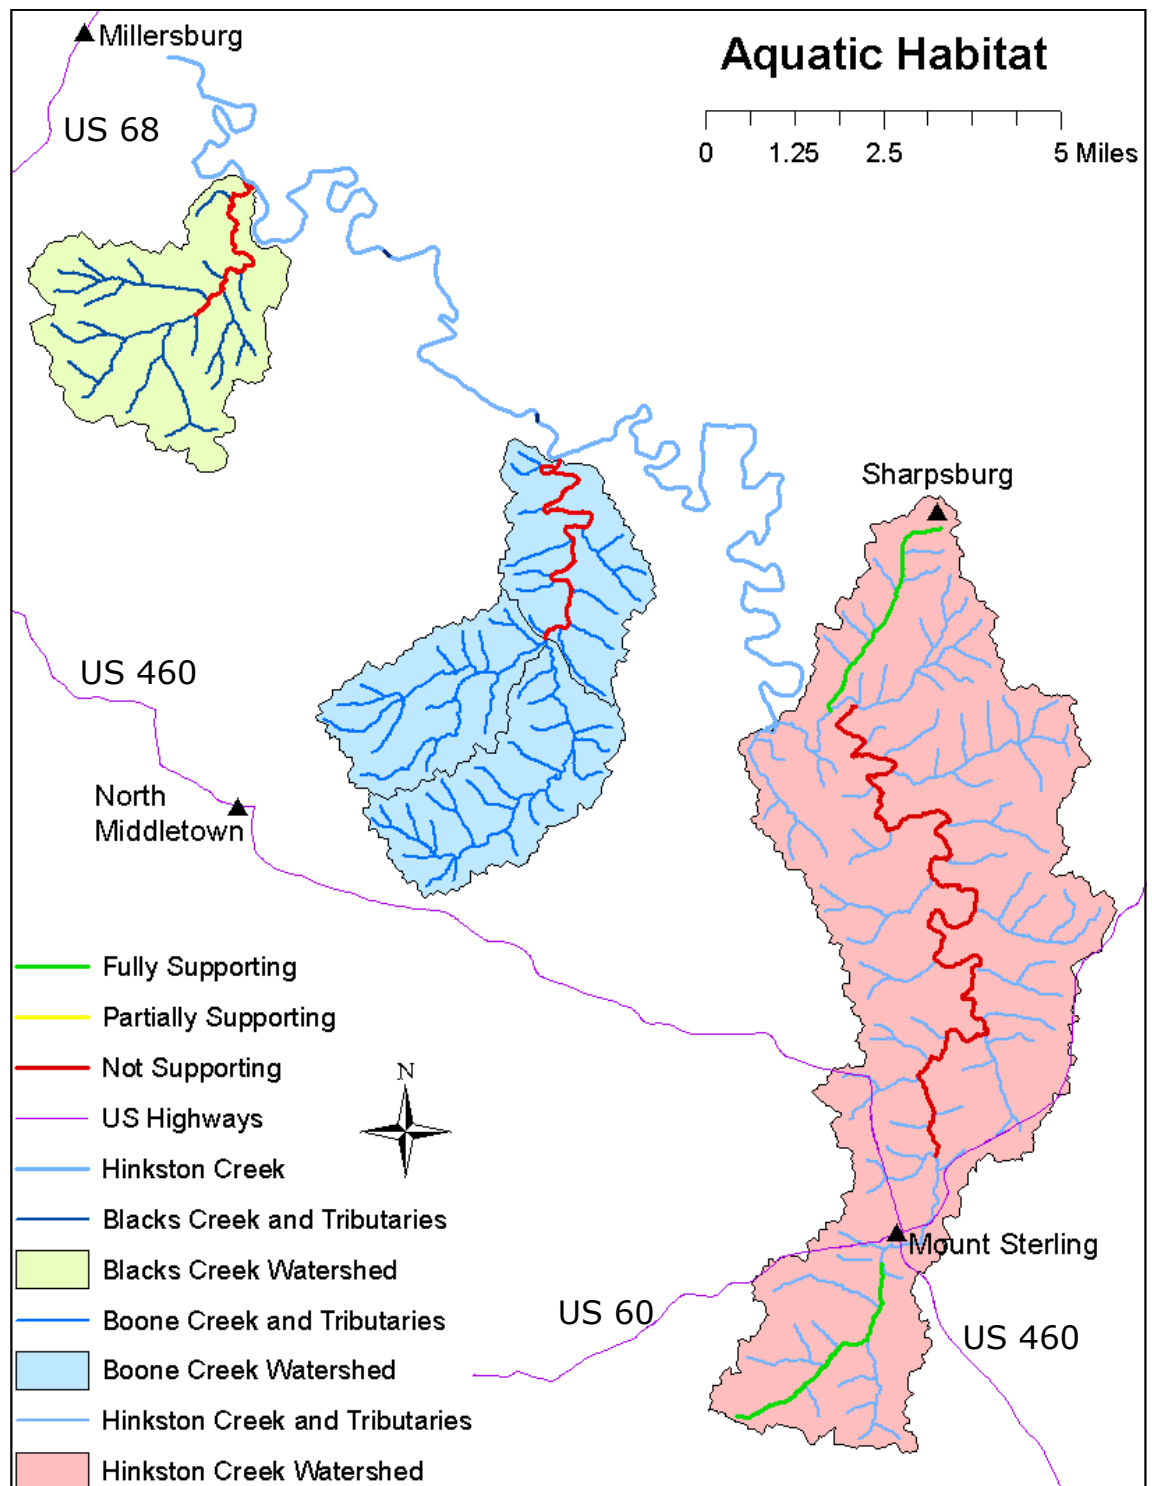 Millersburg
Aquatic Habitat
US 68
0 1.25 2.5 5 Miles
Sharpsburg
US 460
North
Middletown
Fully Supporting
Partially Supporting
Not Supporting
N
US Highways
Hinkston Creek
Blacks Creek and Tributaries
Mount Sterling
Blacks Creek Watershed
US 60
Boone Creek and Tributaries
US 460
Boone Creek Watershed
Hinkston Creek and Tributaries
Hinkston Creek Watershed